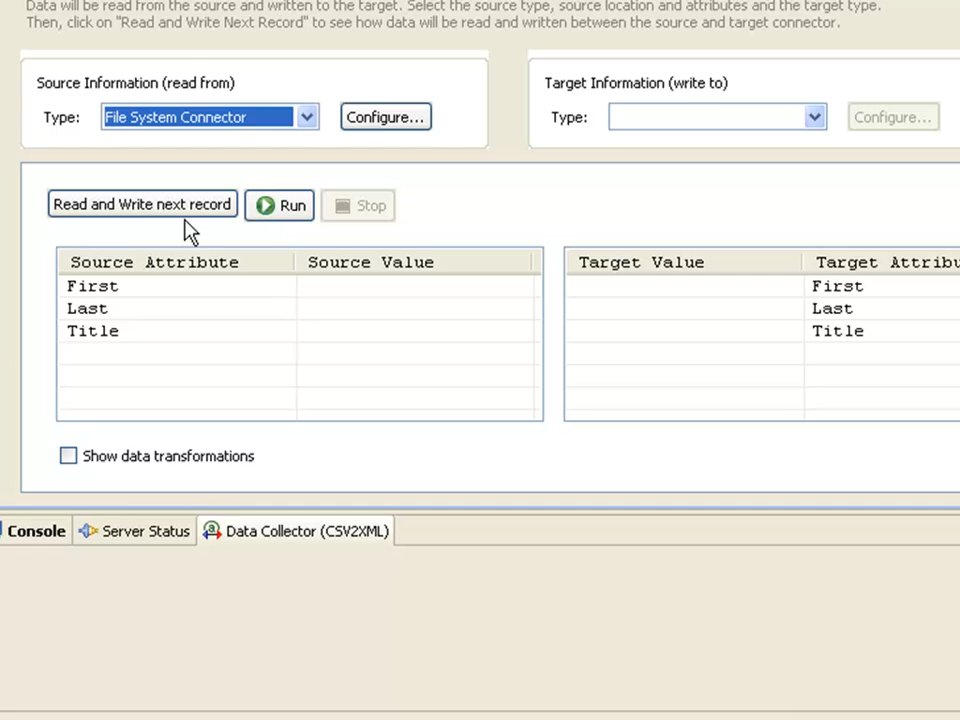 Data will be read from the source and written to the target. Select the source type, source location and attributes and the target type.
Then, click on "Read and Write Next Record" to see how data will be read and written between the source and target connector.
Source Information (read from)
Target Information (write to)
Type: File System Connector Configure...
Type: Configure...
Read and Write next record Run Stop
Source Attribute Source Value
Target Value Target Attribu
First
First
Last
Last
Title
Title
Show data transformations
Console Server Status Data Collector (CSV2XML)